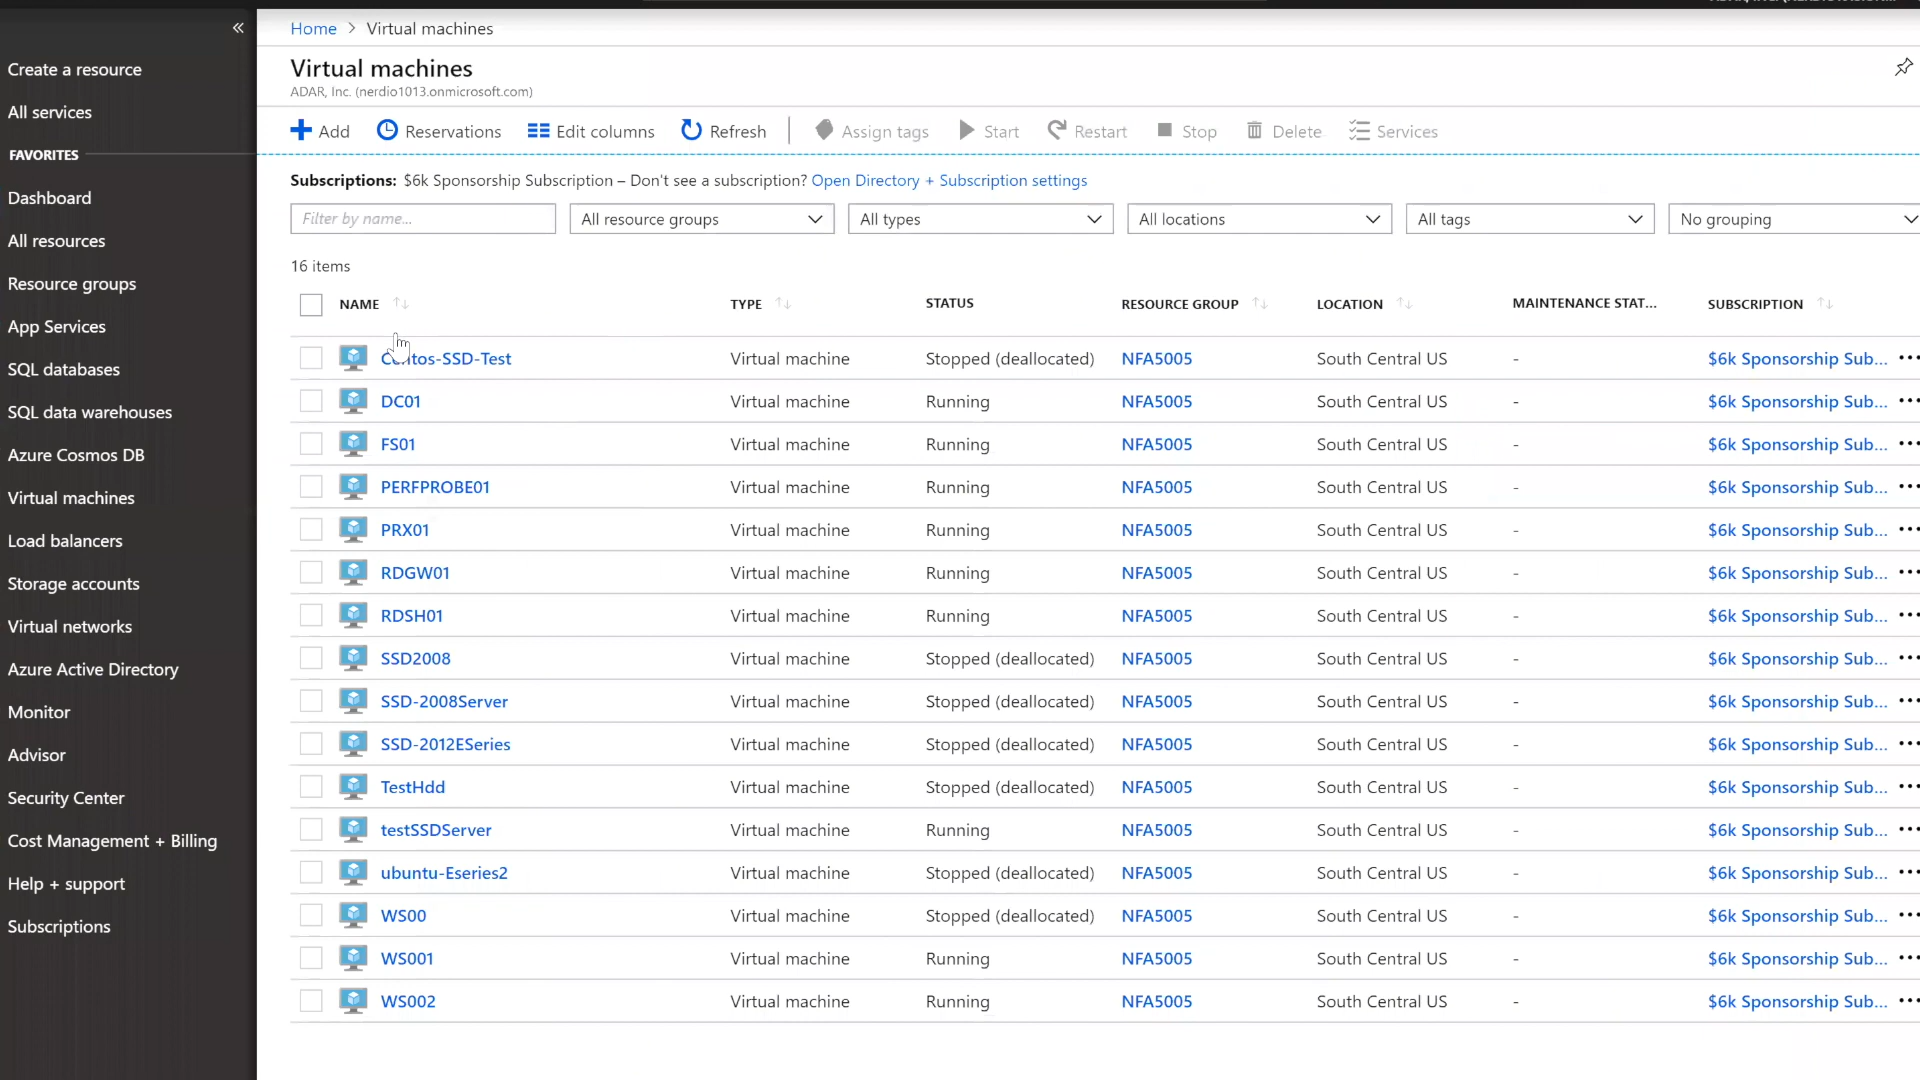 Home > Virtual machines
Virtual machines
ADAR, Inc. (nerdio1013.onmicrosoft.com)
Add Reservations Edit columns Refresh Assign tags Start Restart Stop Delete Services
Subscriptions: $6k Sponsorship Subscription – Don't see a subscription? Open Directory + Subscription settings
Filter by name... All resource groups All types All locations All tags No grouping
16 items
NAME TYPE STATUS RESOURCE GROUP LOCATION MAINTENANCE STAT... SUBSCRIPTION
Centos-SSD-Test Virtual machine Stopped (deallocated) NFA5005 South Central US - $6k Sponsorship Sub... ...
DC01 Virtual machine Running NFA5005 South Central US - $6k Sponsorship Sub... ...
FS01 Virtual machine Running NFA5005 South Central US - $6k Sponsorship Sub... ...
PERFPROBE01 Virtual machine Running NFA5005 South Central US - $6k Sponsorship Sub... ...
PRX01 Virtual machine Running NFA5005 South Central US - $6k Sponsorship Sub... ...
RDGW01 Virtual machine Running NFA5005 South Central US - $6k Sponsorship Sub... ...
RDSH01 Virtual machine Running NFA5005 South Central US - $6k Sponsorship Sub... ...
SSD2008 Virtual machine Stopped (deallocated) NFA5005 South Central US - $6k Sponsorship Sub... ...
SSD-2008Server Virtual machine Stopped (deallocated) NFA5005 South Central US - $6k Sponsorship Sub... ...
SSD-2012ESeries Virtual machine Stopped (deallocated) NFA5005 South Central US - $6k Sponsorship Sub... ...
TestHdd Virtual machine Stopped (deallocated) NFA5005 South Central US - $6k Sponsorship Sub... ...
testSSDServer Virtual machine Running NFA5005 South Central US - $6k Sponsorship Sub... ...
ubuntu-Eseries2 Virtual machine Stopped (deallocated) NFA5005 South Central US - $6k Sponsorship Sub... ...
WS00 Virtual machine Stopped (deallocated) NFA5005 South Central US - $6k Sponsorship Sub... ...
WS001 Virtual machine Running NFA5005 South Central US - $6k Sponsorship Sub... ...
WS002 Virtual machine Running NFA5005 South Central US - $6k Sponsorship Sub... ...
Create a resource
All services
FAVORITES
Dashboard
All resources
Resource groups
App Services
SQL databases
SQL data warehouses
Azure Cosmos DB
Virtual machines
Load balancers
Storage accounts
Virtual networks
Azure Active Directory
Monitor
Advisor
Security Center
Cost Management + Billing
Help + support
Subscriptions